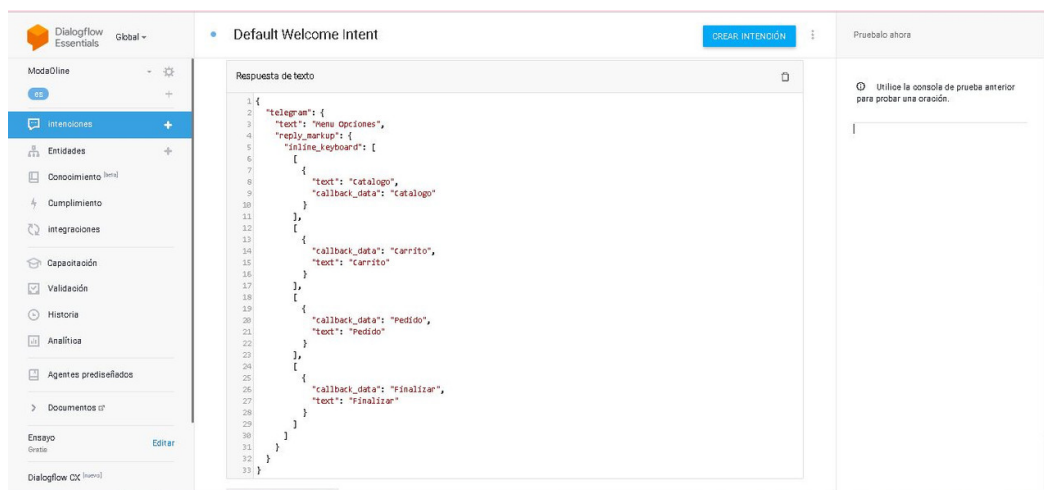 Dialogflow
Essentials
Global
Default Welcome Intent
CREAR INTENCIÓN
Pruebalo ahora
ModaOline
es
Intenciones
Entidades
Conocimiento [beta]
Cumplimiento
integraciones
Capacitación
Validación
Historia
Analítica
Agentes prediseñados
Documentos
Ensayo
Gratis
Editar
Dialogflow CX [nuevo]
Respuesta de texto
1 {
2 "telegram": {
3 "text": "Menu Opciones",
4 "reply_markup": {
5 "inline_keyboard": [
6 [
7 {
8 "text": "Catalogo",
9 "callback_data": "Catalogo"
10 }
11 ],
12 [
13 {
14 "callback_data": "Carrito",
15 "text": "Carrito"
16 }
17 ],
18 [
19 {
20 "callback_data": "Pedido",
21 "text": "Pedido"
22 }
23 ],
24 [
25 {
26 "callback_data": "Finalizar",
27 "text": "Finalizar"
28 }
29 ]
30 ]
31 }
32 }
33 }
Utilice la consola de prueba anterior
para probar una oración.